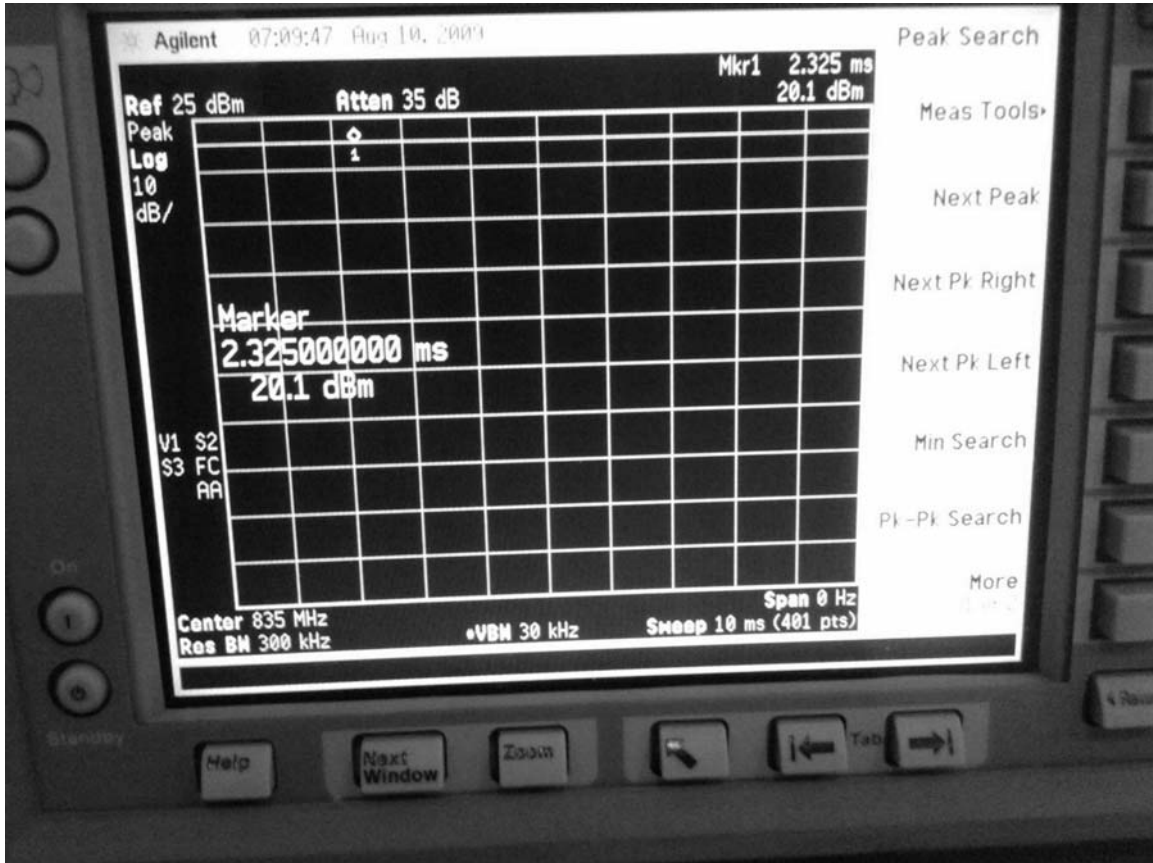 Agilent 07:09:47 Aug 10, 2009
Peak Search
Mkr1 2.325 ms
Ref 25 dBm Atten 35 dB 20.1 dBm
Peak
Log
10
dB/
1
Marker
2.325000000 ms
20.1 dBm
V1 S2
S3 FC
AA
Center 835 MHz Span 0 Hz
Res BW 300 kHz •VBW 30 kHz Sweep 10 ms (401 pts)
Meas Tools
Next Peak
Next Pk Right
Next Pk Left
Min Search
Pk-Pk Search
More
On
Standby
Help
Next
Window
Zoom
Tab